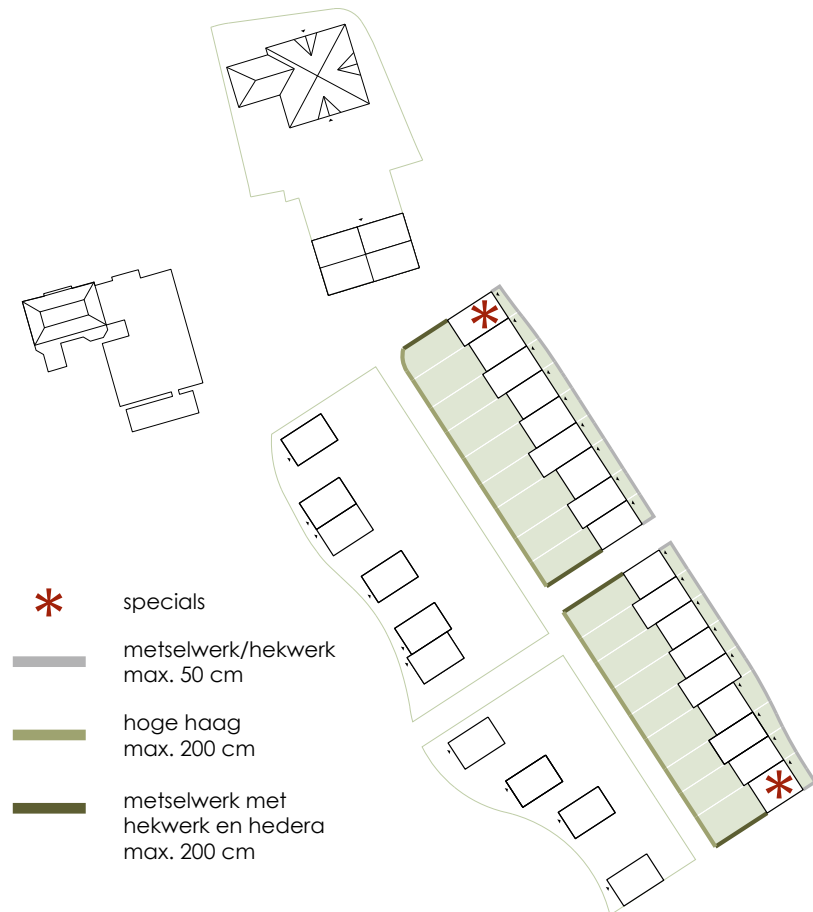 specials
metselwerk/hekwerk
max. 50 cm
hoge haag
max. 200 cm
metselwerk met
hekwerk en hedera
max. 200 cm